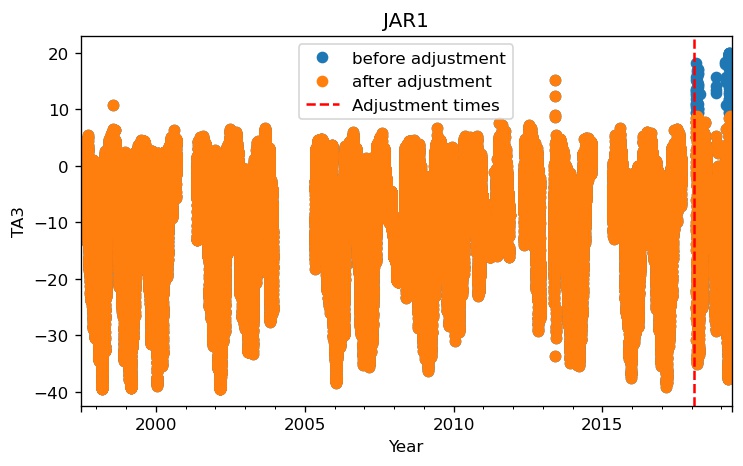 JAR1
before adjustment
after adjustment
Adjustment times
20
10
0
−10
−20
−30
−40
TA3
2000
2005
2010
2015
Year